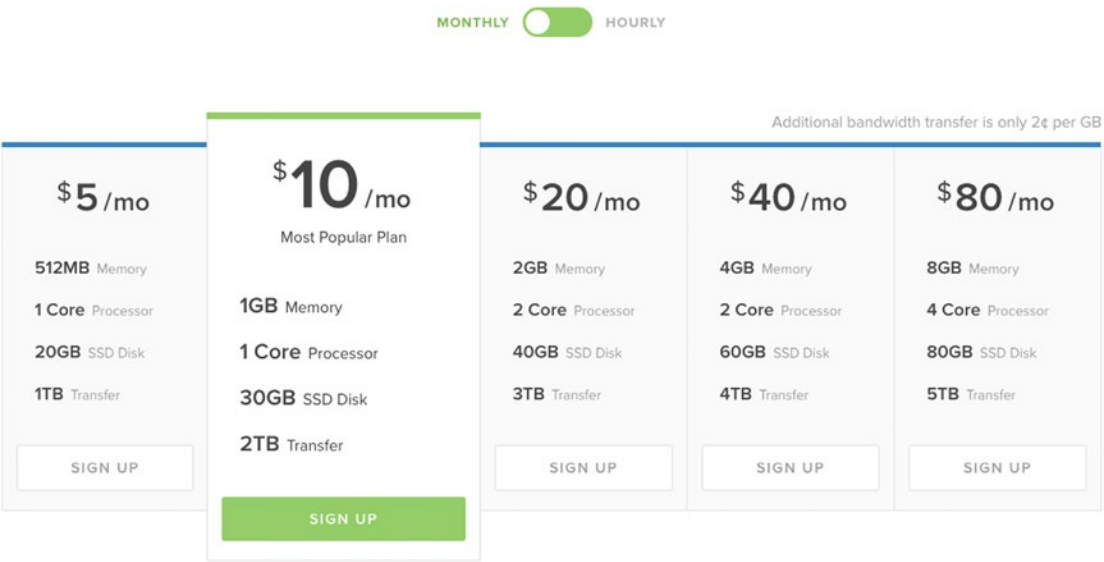 MONTHLY HOURLY
Additional bandwidth transfer is only 2¢ per GB
$5/mo
512MB Memory
1 Core Processor
20GB SSD Disk
1TB Transfer
SIGN UP
$10/mo
Most Popular Plan
1GB Memory
1 Core Processor
30GB SSD Disk
2TB Transfer
SIGN UP
$20/mo
2GB Memory
2 Core Processor
40GB SSD Disk
3TB Transfer
SIGN UP
$40/mo
4GB Memory
2 Core Processor
60GB SSD Disk
4TB Transfer
SIGN UP
$80/mo
8GB Memory
4 Core Processor
80GB SSD Disk
5TB Transfer
SIGN UP